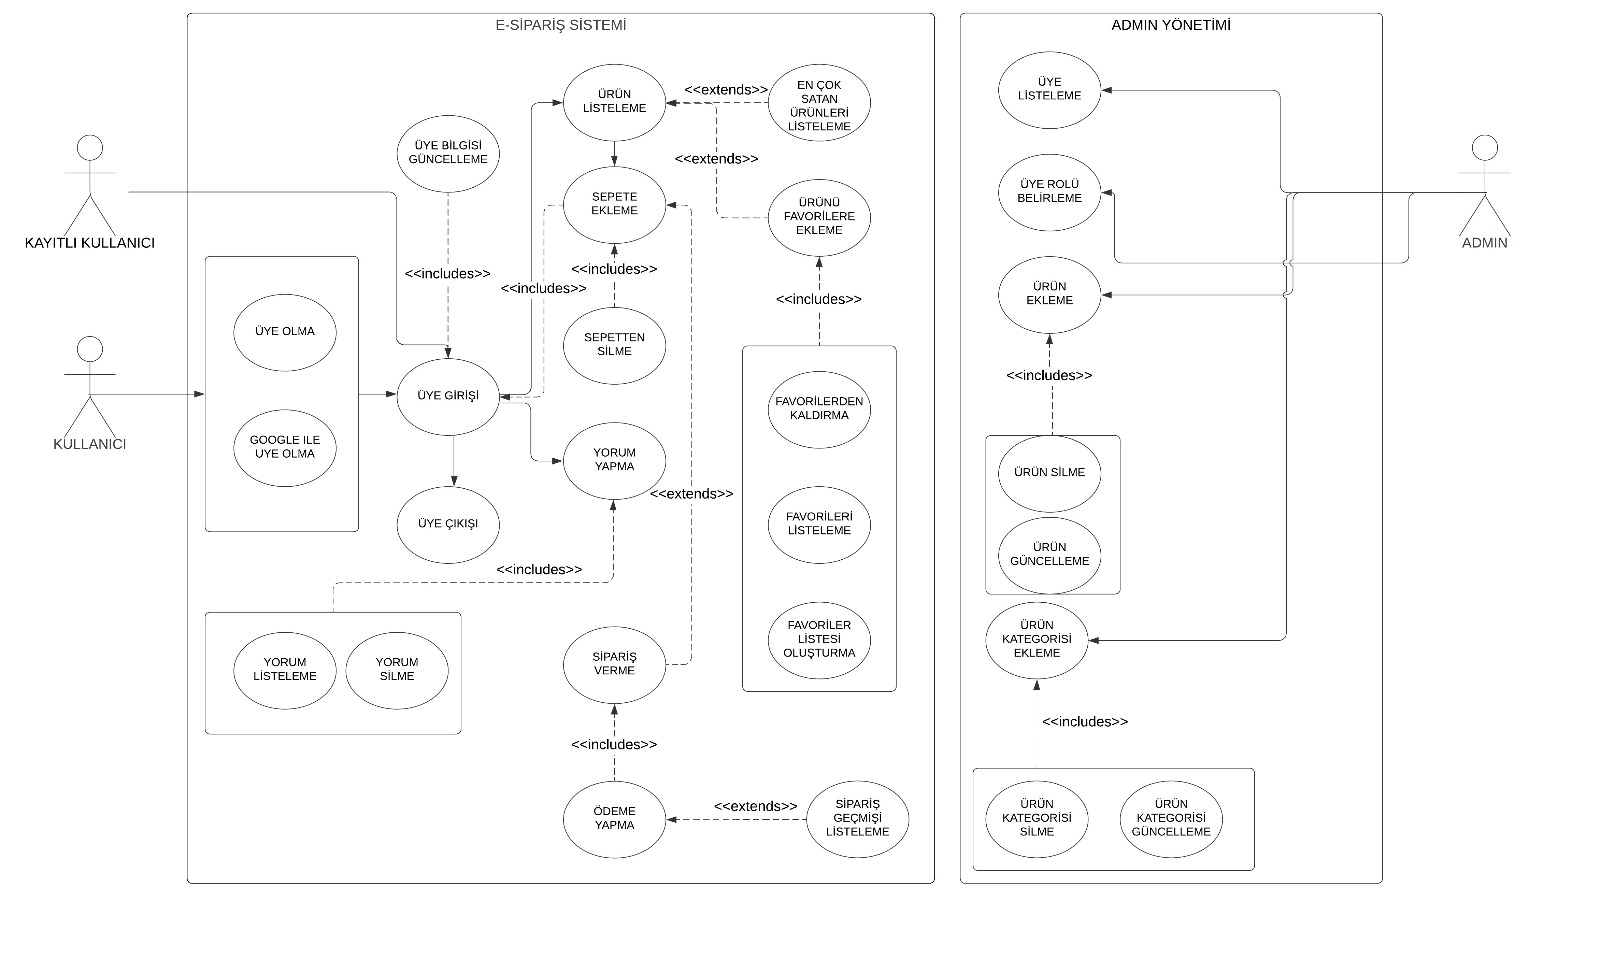 E-SİPARİŞ SİSTEMİ
ÜRÜN
LİSTELEME
<<extends>>
EN ÇOK
SATAN
ÜRÜNLERİ
LİSTELEME
ÜYE BİLGİSİ
GÜNCELLEME
<<extends>>
SEPETE
EKLEME
ÜRÜNÜ
FAVORİLERE
EKLEME
KAYITLI KULLANICI
<<includes>>
<<includes>>
<<includes>>
<<includes>>
ÜYE OLMA
SEPETTEN
SİLME
ÜYE GİRİŞİ
FAVORİLERDEN
KALDIRMA
KULLANICI
GOOGLE ILE
UYE OLMA
YORUM
YAPMA
<<extends>>
ÜYE ÇIKIŞI
FAVORİLERİ
LİSTELEME
<<includes>>
YORUM
LİSTELEME
YORUM
SİLME
SİPARİŞ
VERME
FAVORİLER
LİSTESİ
OLUŞTURMA
<<includes>>
ÖDEME
YAPMA
<<extends>>
SİPARİŞ
GEÇMİŞİ
LİSTELEME
ADMIN YÖNETİMİ
ÜYE
LİSTELEME
ÜYE ROLÜ
BELİRLEME
ADMIN
ÜRÜN
EKLEME
<<includes>>
ÜRÜN SİLME
ÜRÜN
GÜNCELLEME
ÜRÜN
KATEGORİSİ
EKLEME
<<includes>>
ÜRÜN
KATEGORİSİ
SİLME
ÜRÜN
KATEGORİSİ
GÜNCELLEME